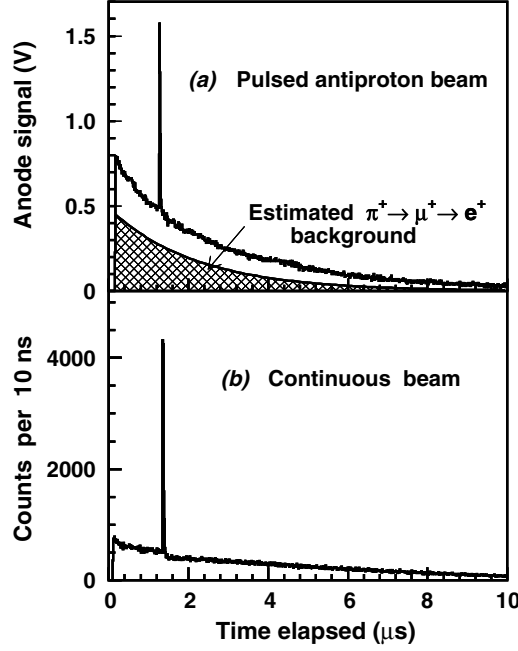 Anode signal (V)
1.5
1.0
0.5
0
(a) Pulsed antiproton beam
Estimated π⁺→μ⁺→e⁺
background
Counts per 10 ns
4000
2000
0
(b) Continuous beam
0 2 4 6 8 10
Time elapsed (μs)